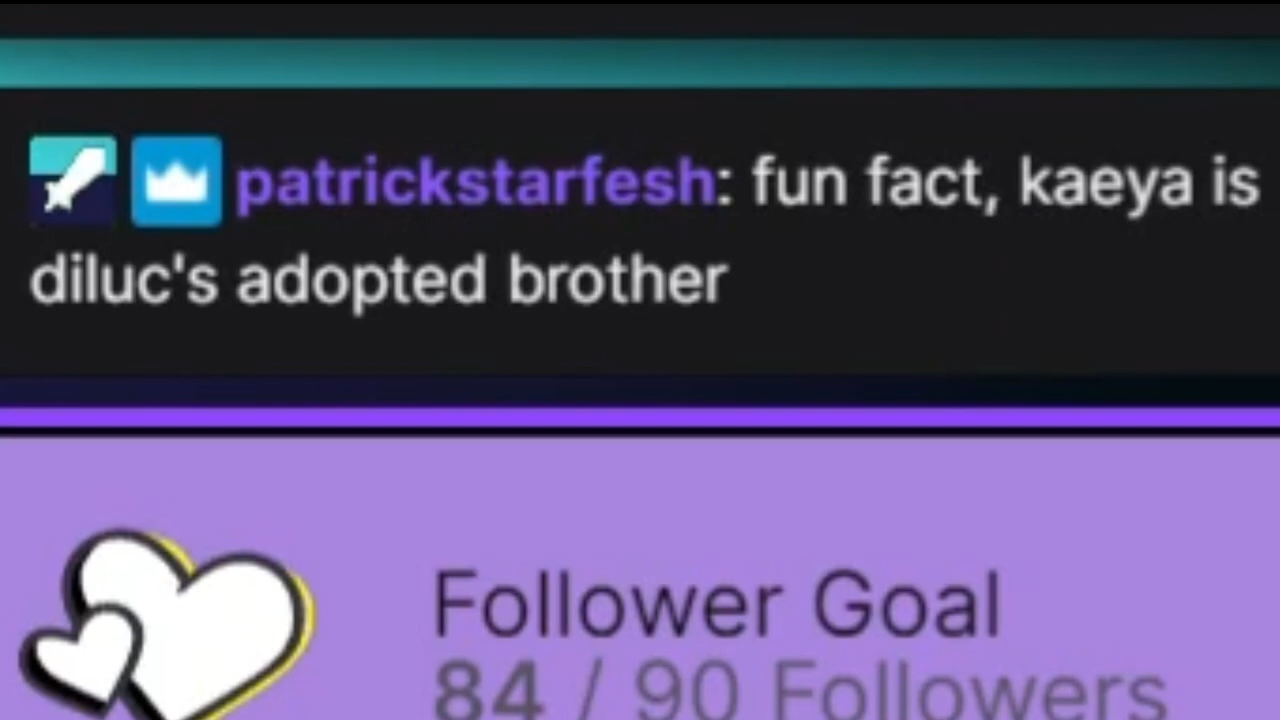 patrickstarfesh: fun fact, kaeya is
diluc's adopted brother
Follower Goal
84 / 90 Followers